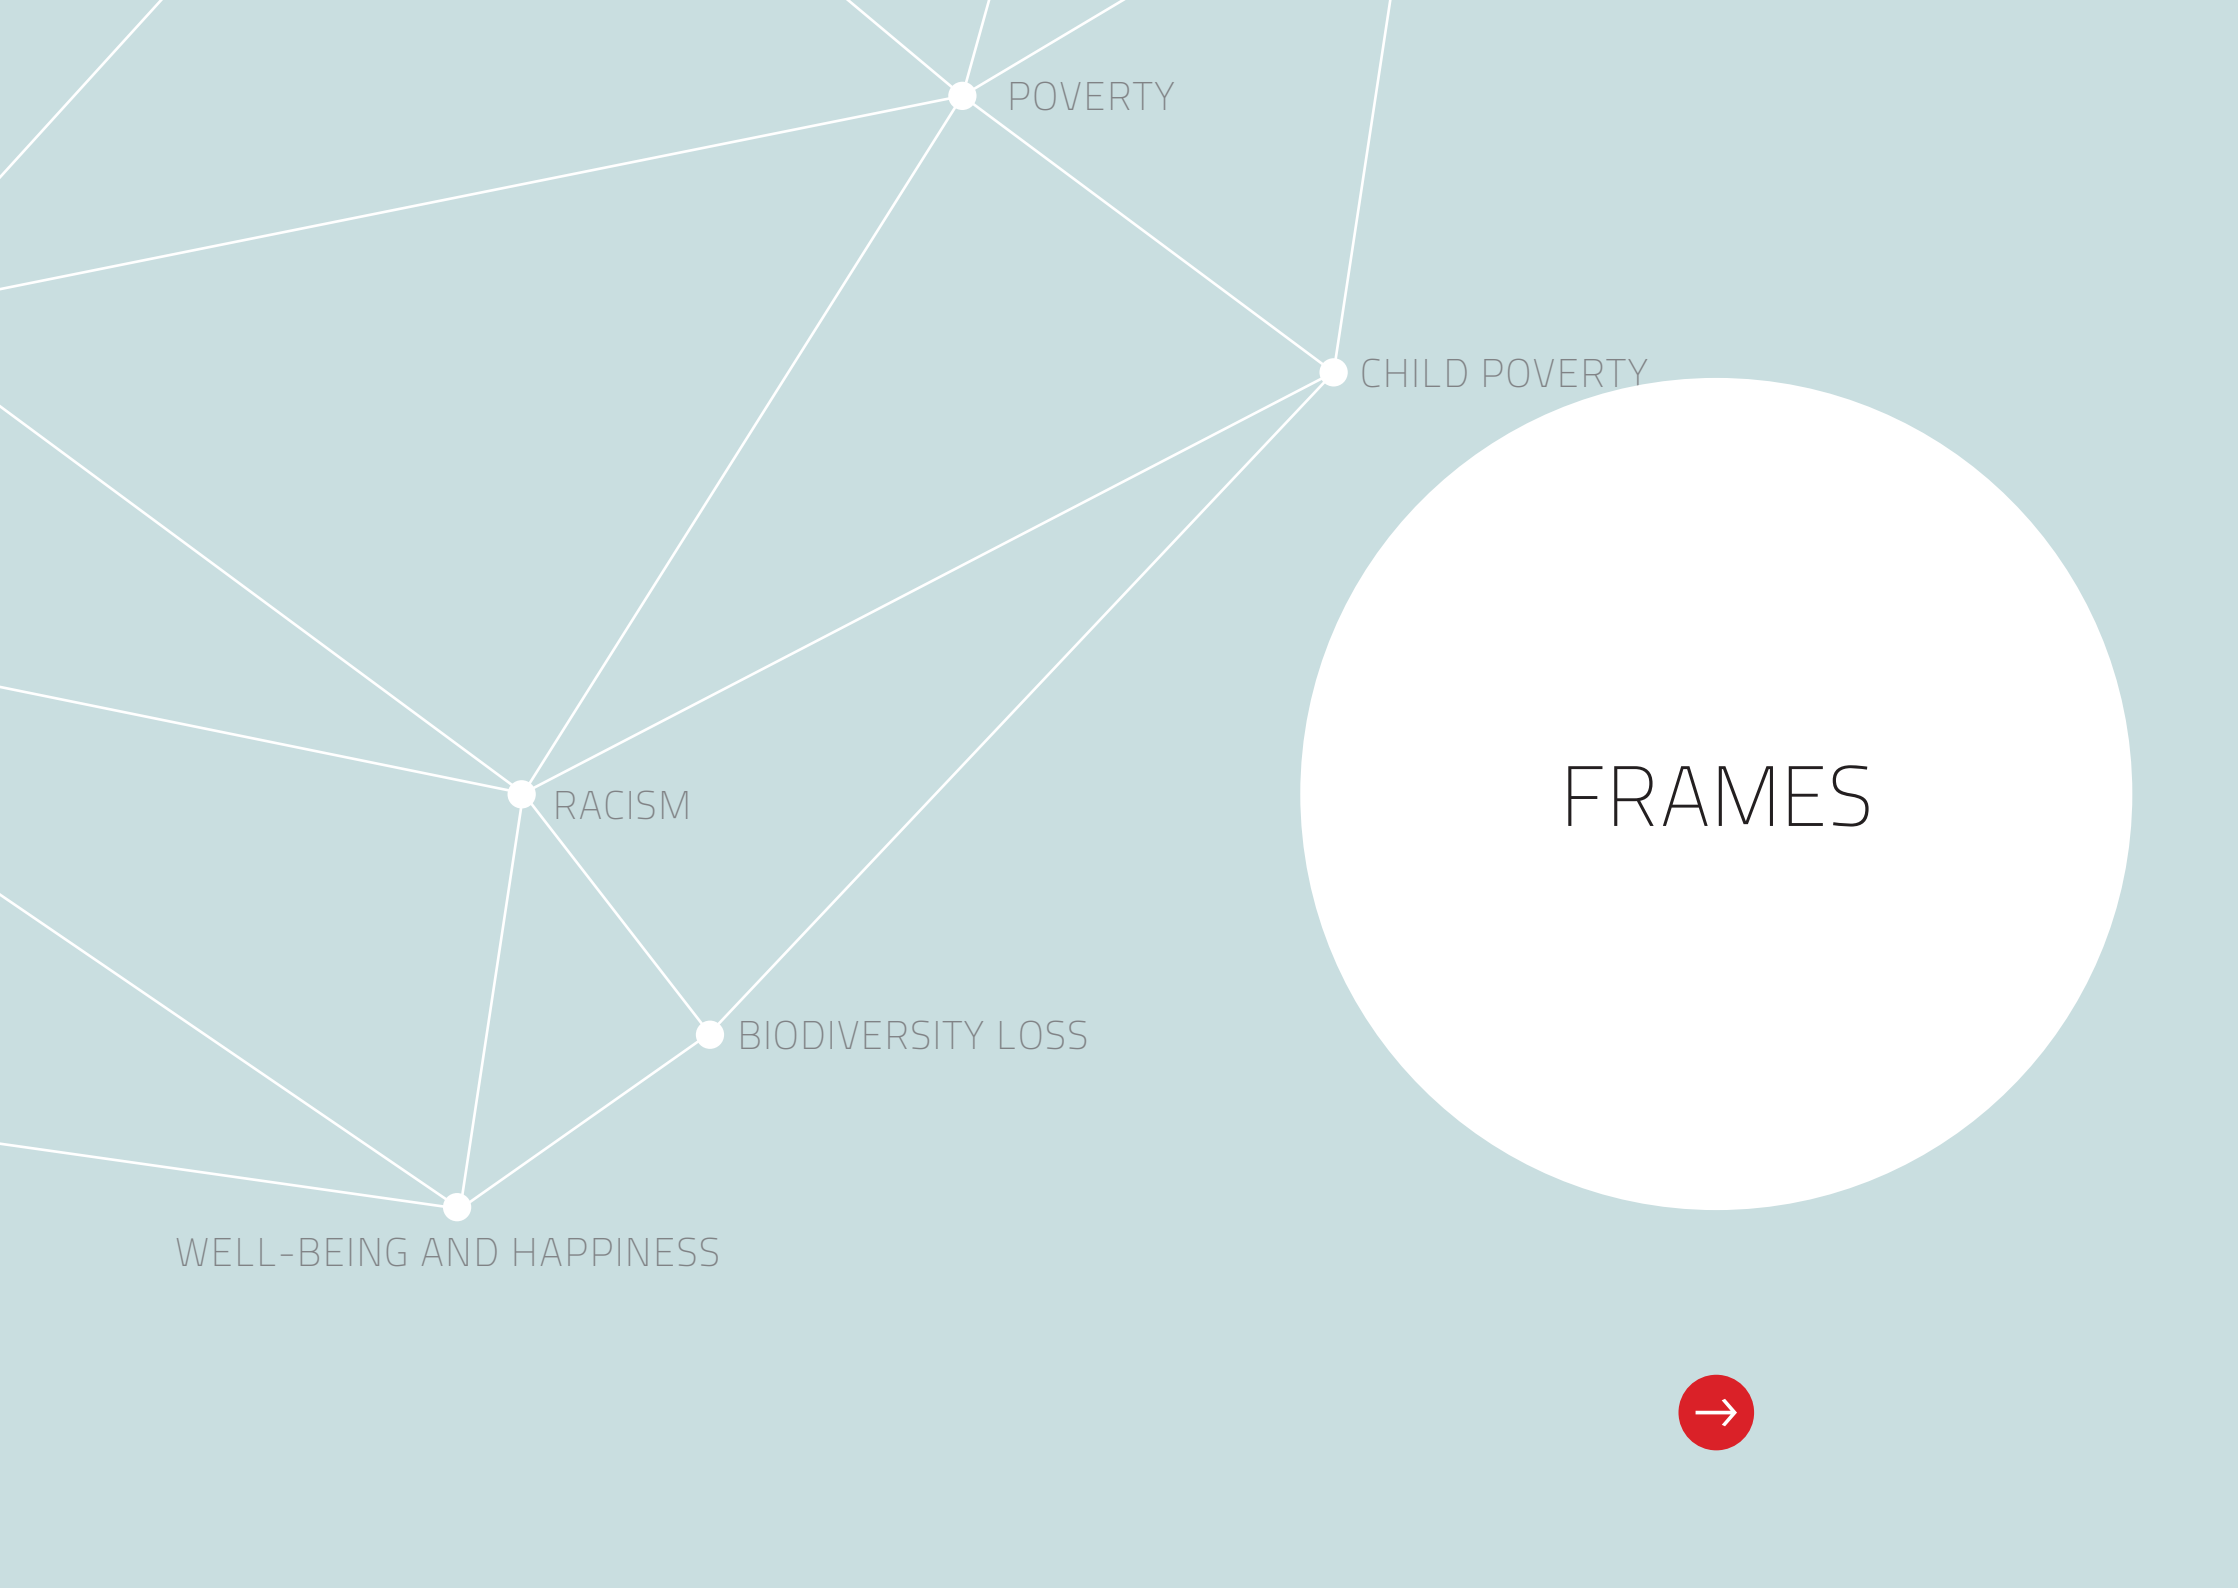 POVERTY
CHILD POVERTY
FRAMES
RACISM
BIODIVERSITY LOSS
WELL-BEING AND HAPPINESS